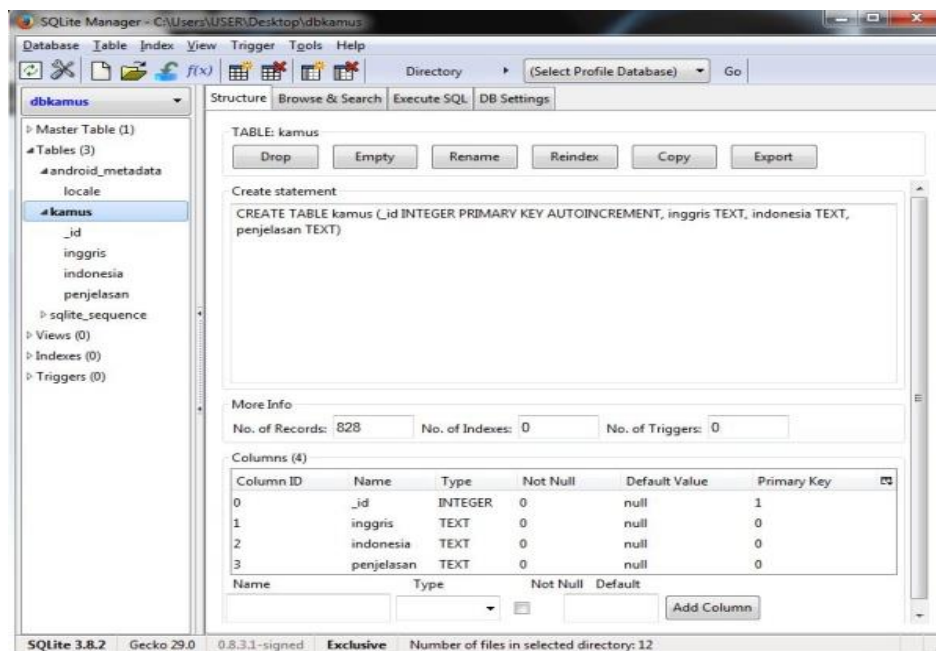 SQLite Manager - C:\Users\USER\Desktop\dbkamus
Database Table Index View Trigger Tools Help
f(x) Directory (Select Profile Database) Go
dbkamus
Structure Browse & Search Execute SQL DB Settings
Master Table (1)
Tables (3)
android_metadata
locale
kamus
_id
inggris
indonesia
penjelasan
sqlite_sequence
Views (0)
Indexes (0)
Triggers (0)
TABLE: kamus
Drop Empty Rename Reindex Copy Export
Create statement
CREATE TABLE kamus (_id INTEGER PRIMARY KEY AUTOINCREMENT, inggris TEXT, indonesia TEXT,
penjelasan TEXT)
More Info
No. of Records: 828 No. of Indexes: 0 No. of Triggers: 0
Columns (4)
Column ID Name Type Not Null Default Value Primary Key
0 _id INTEGER 0 null 1
1 inggris TEXT 0 null 0
2 indonesia TEXT 0 null 0
3 penjelasan TEXT 0 null 0
Name Type Not Null Default
Add Column
SQLite 3.8.2 Gecko 29.0 0.8.3.1-signed Exclusive Number of files in selected directory: 12